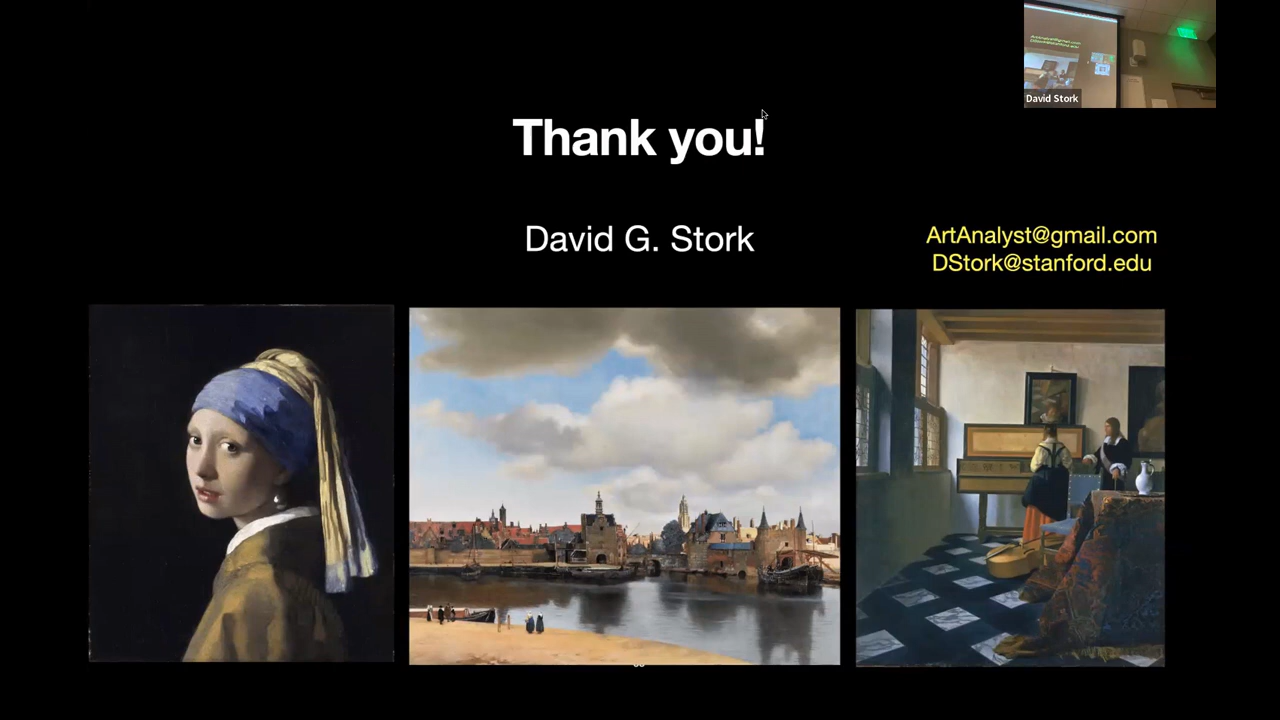 Thank you!
David G. Stork
ArtAnalyst@gmail.com
DStork@stanford.edu
David Stork